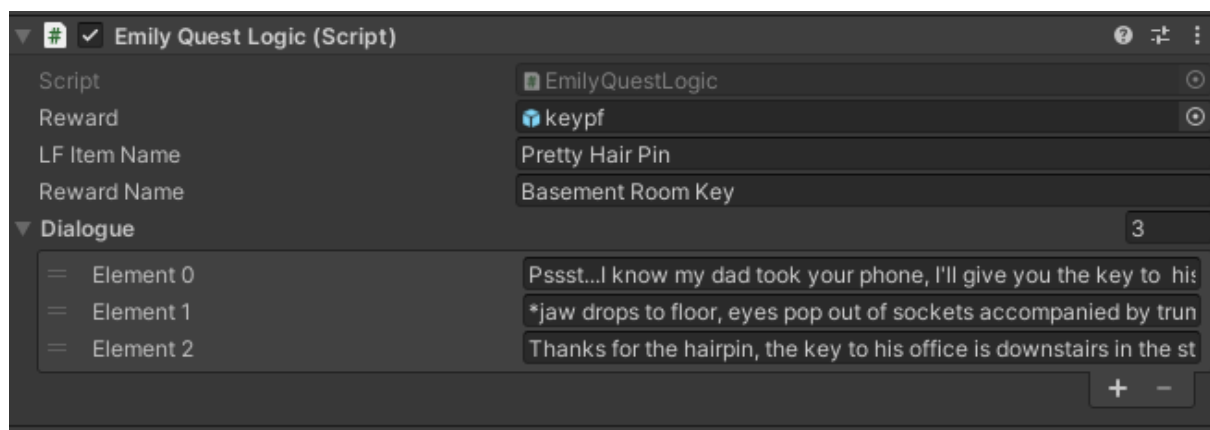 Emily Quest Logic (Script)
Script EmilyQuestLogic
Reward keypf
LF Item Name Pretty Hair Pin
Reward Name Basement Room Key
Dialogue 3
Element 0 Pssst...I know my dad took your phone, I'll give you the key to  his
Element 1 *jaw drops to floor, eyes pop out of sockets accompanied by trun
Element 2 Thanks for the hairpin, the key to his office is downstairs in the st